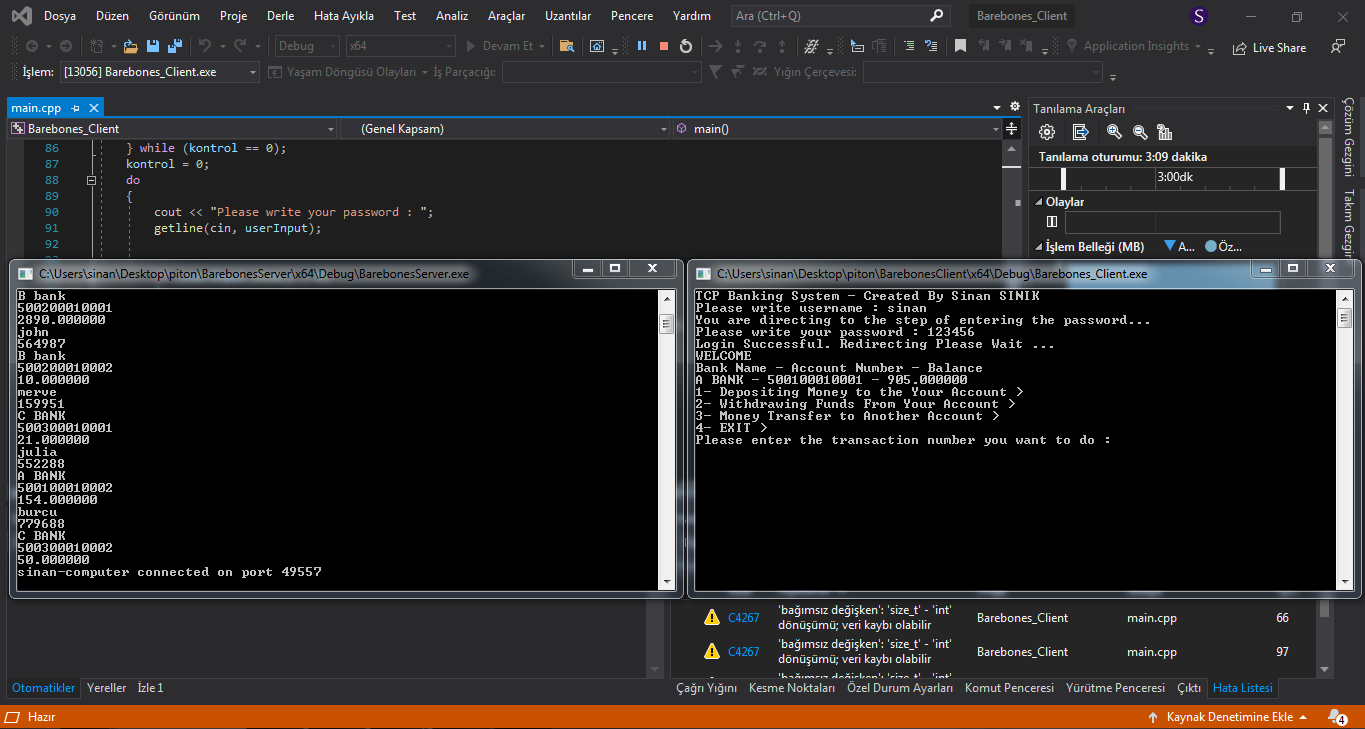 Dosya Düzen Görünüm Proje Derle Hata Ayıkla Test Analiz Araçlar Uzantılar Pencere Yardım Ara (Ctrl+Q) Barebones_Client S
Debug x64 Devam Et Application Insights Live Share
İşlem: [13056] Barebones_Client.exe Yaşam Döngüsü Olayları İş Parçacığı: Yığın Çerçevesi:
main.cpp
Barebones_Client (Genel Kapsam) main()
86 } while (kontrol == 0);
87 kontrol = 0;
88 do
89 {
90 cout << "Please write your password : ";
91 getline(cin, userInput);
92
Tanılama Araçları
Tanılama oturumu: 3:09 dakika
3:00dk
Olaylar
İşlem Belleği (MB) A... Öz...
Çözüm Gezgini
Takım Gezgini
C:\Users\sinan\Desktop\piton\BarebonesServer\x64\Debug\BarebonesServer.exe
B bank
500200010001
2890.000000
john
564987
B bank
500200010002
10.000000
merve
159951
C BANK
500300010001
21.000000
julia
552288
A BANK
500100010002
154.000000
burcu
779688
C BANK
500300010002
50.000000
sinan-computer connected on port 49557
C:\Users\sinan\Desktop\piton\BarebonesClient\x64\Debug\Barebones_Client.exe
TCP Banking System - Created By Sinan SINIK
Please write username : sinan
You are directing to the step of entering the password...
Please write your password : 123456
Login Successful. Redirecting Please Wait ...
WELCOME
Bank Name - Account Number - Balance
A BANK - 500100010001 - 905.000000
1- Depositing Money to the Your Account >
2- Withdrawing Funds From Your Account >
3- Money Transfer to Another Account >
4- EXIT >
Please enter the transaction number you want to do :
C4267 'bağımsız değişken': 'size_t' - 'int' Barebones_Client main.cpp 66
dönüşümü; veri kaybı olabilir
C4267 'bağımsız değişken': 'size_t' - 'int' Barebones_Client main.cpp 97
dönüşümü; veri kaybı olabilir
Otomatikler Yereller İzle 1
Çağrı Yığını Kesme Noktaları Özel Durum Ayarları Komut Penceresi Yürütme Penceresi Çıktı Hata Listesi
Hazır Kaynak Denetimine Ekle 4